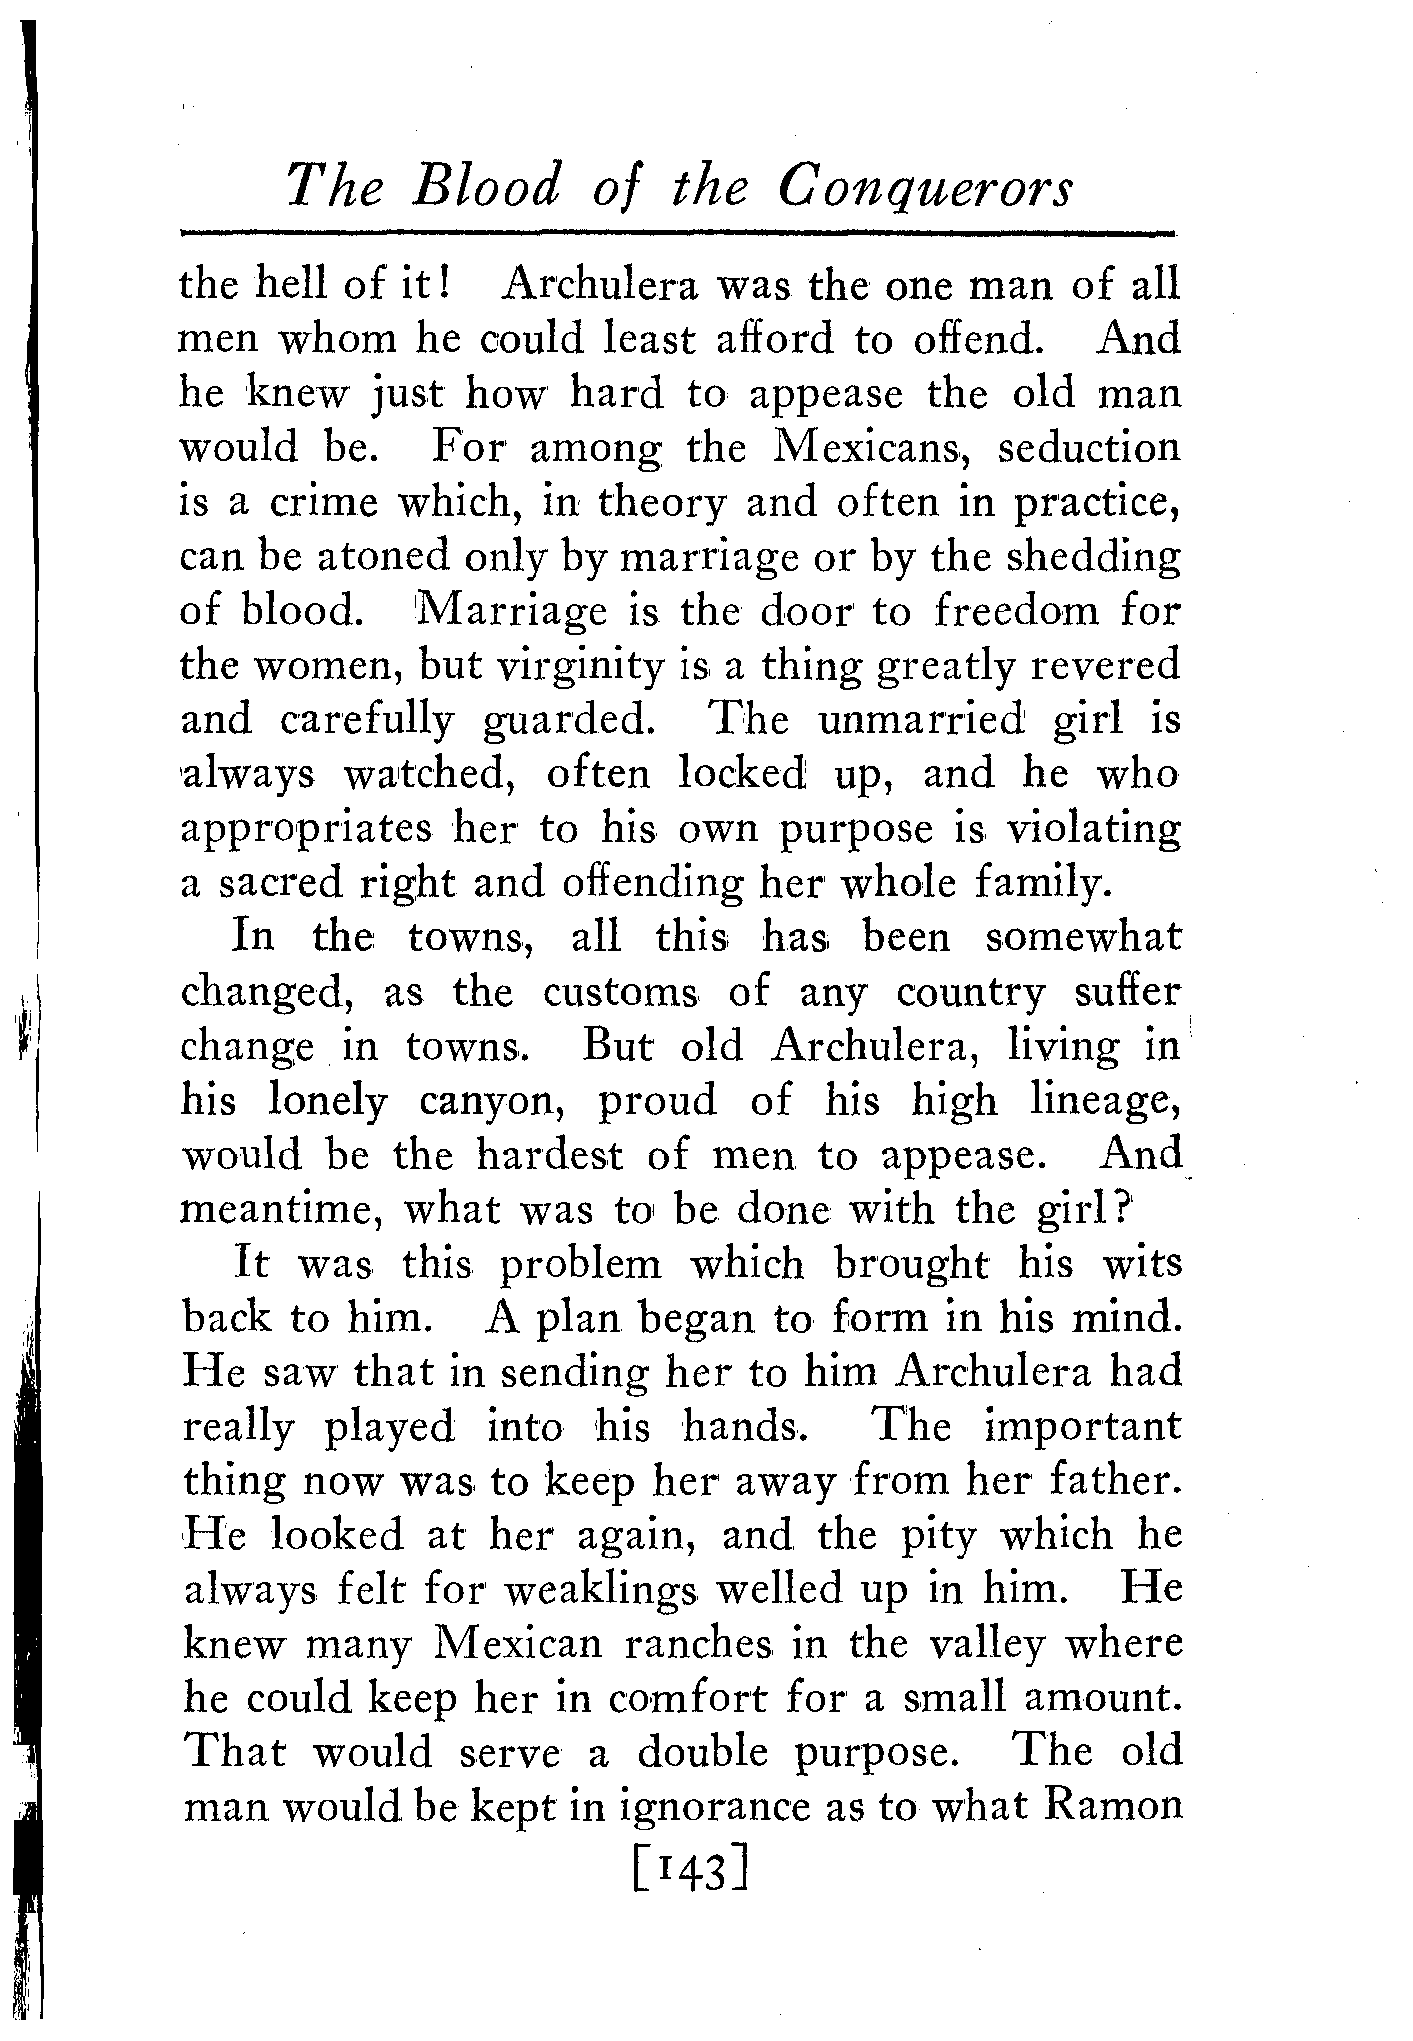 The Blood of the Conquerors
the hell of it! Archulera was the one man of all
men whom he could least afford to offend. And
he knew just how hard to appease the old man
would be. For among the Mexicans, seduction
is a crime which, in theory and often in practice,
can be atoned only by marriage or by the shedding
of blood. Marriage is the door to freedom for
the women, but virginity is a thing greatly revered
and carefully guarded. The unmarried girl is
always watched, often locked up, and he who
appropriates her to his own purpose is violating
a sacred right and offending her whole family.
In the towns, all this has been somewhat
changed, as the customs of any country suffer
change in towns. But old Archulera, living in
his lonely canyon, proud of his high lineage,
would be the hardest of men to appease. And
meantime, what was to be done with the girl?
It was this problem which brought his wits
back to him. A plan began to form in his mind.
He saw that in sending her to him Archulera had
really played into his hands. The important
thing now was to keep her away from her father.
He looked at her again, and the pity which he
always felt for weaklings welled up in him. He
knew many Mexican ranches in the valley where
he could keep her in comfort for a small amount.
That would serve a double purpose. The old
man would be kept in ignorance as to what Ramon
[143]